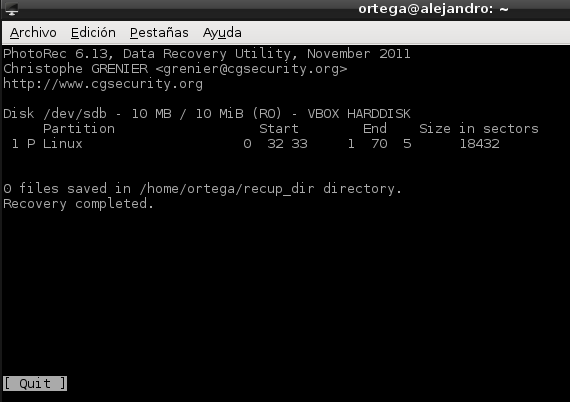 ortega@alejandro: ~
Archivo Edición Pestañas Ayuda
PhotoRec 6.13, Data Recovery Utility, November 2011
Christophe GRENIER <grenier@cgsecurity.org>
http://www.cgsecurity.org
Disk /dev/sdb - 10 MB / 10 MiB (RO) - VBOX HARDDISK
Partition Start End Size in sectors
1 P Linux 0 32 33 1 70 5 18432
0 files saved in /home/ortega/recup_dir directory.
Recovery completed.
[ Quit ]